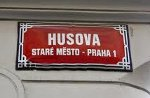 HUSOVA
STARÉ MĚSTO - PRAHA 1